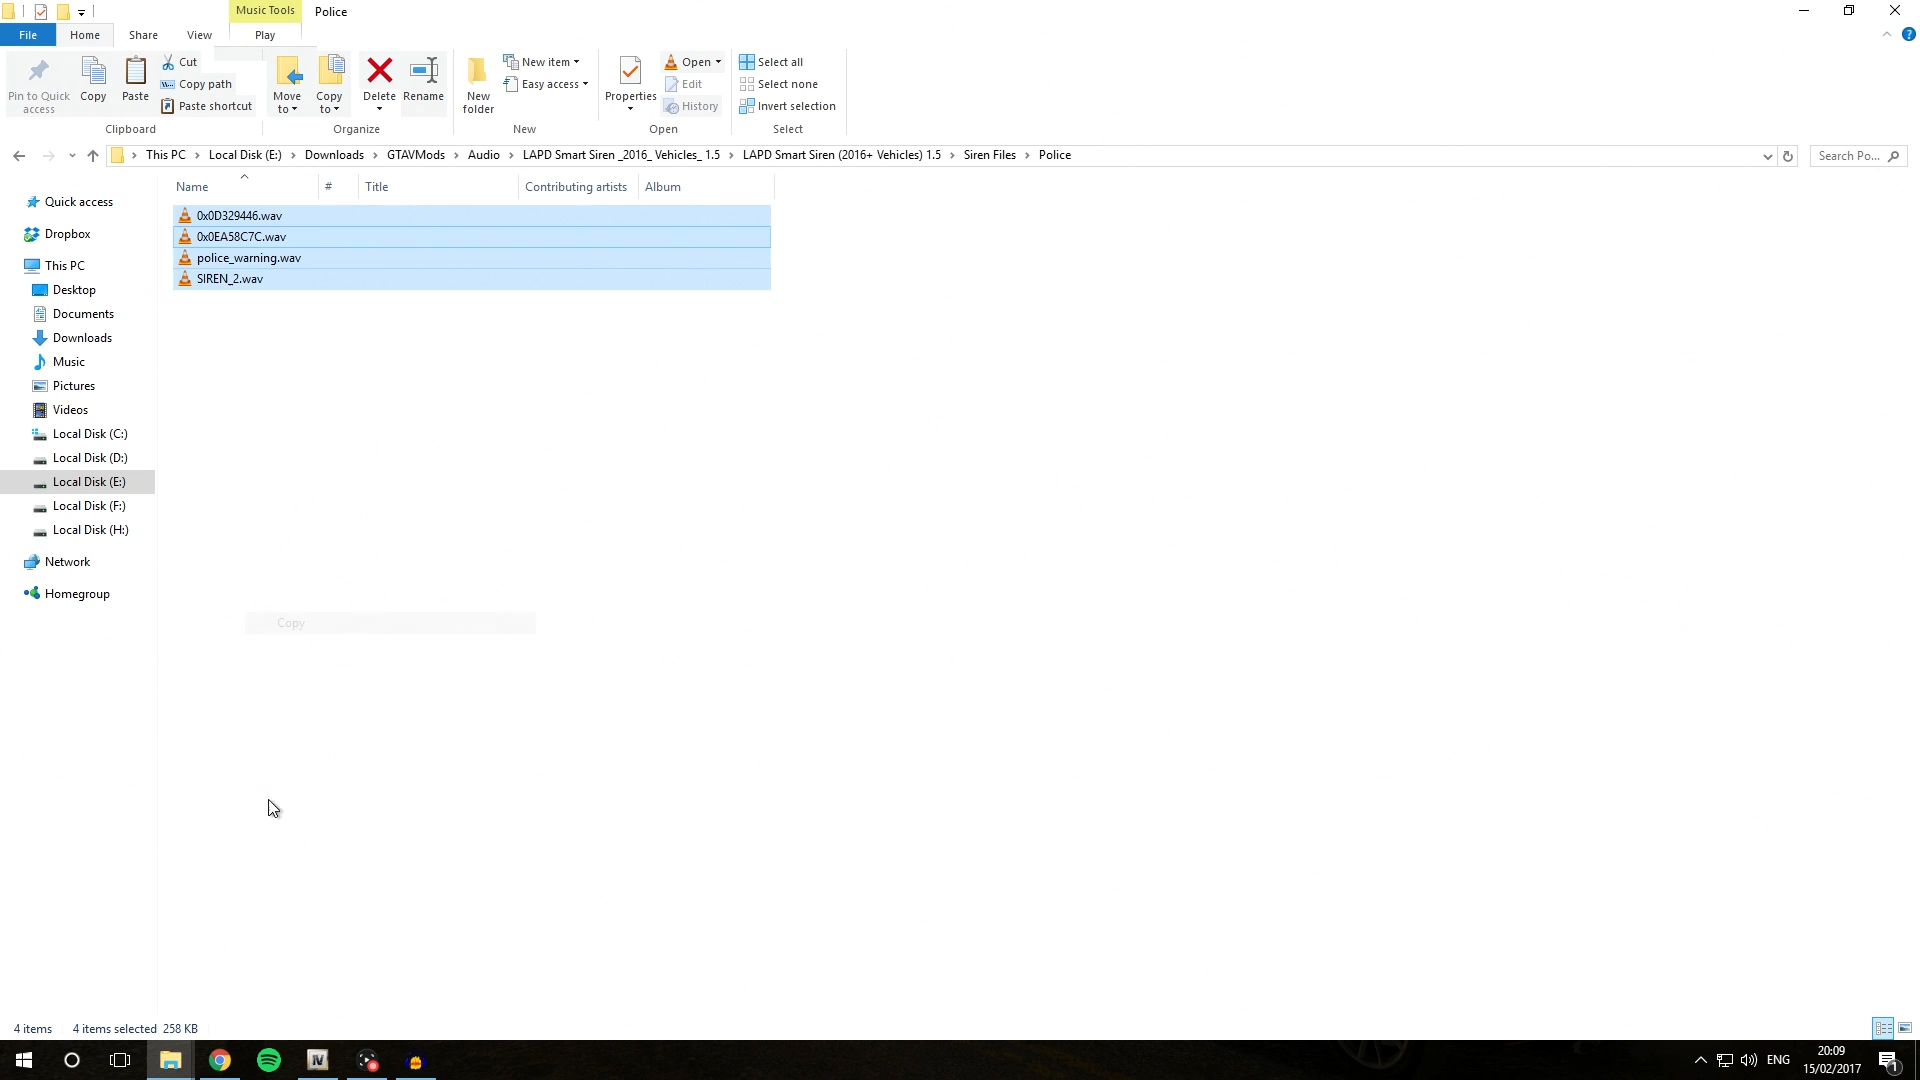 Music Tools
Police
File
Home
Share
View
Play
Pin to Quick
access
Copy
Paste
Cut
Copy path
Paste shortcut
Clipboard
Move
to
Copy
to
Delete
Rename
Organize
New
folder
New item
Easy access
New
Properties
Open
Edit
History
Open
Select all
Select none
Invert selection
Select
This PC
Local Disk (E:)
Downloads
GTAVMods
Audio
LAPD Smart Siren _2016_ Vehicles_ 1.5
LAPD Smart Siren (2016+ Vehicles) 1.5
Siren Files
Police
Search Po...
Name
#
Title
Contributing artists
Album
0x0D329446.wav
0x0EA58C7C.wav
police_warning.wav
SIREN_2.wav
Quick access
Dropbox
This PC
Desktop
Documents
Downloads
Music
Pictures
Videos
Local Disk (C:)
Local Disk (D:)
Local Disk (E:)
Local Disk (F:)
Local Disk (H:)
Network
Homegroup
Copy
4 items
4 items selected 258 KB
IV
ENG
20:09
15/02/2017
1